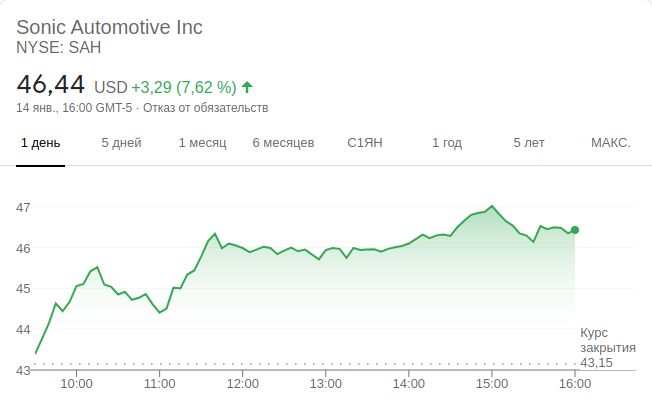 Sonic Automotive Inc
NYSE: SAH
46,44 USD +3,29 (7,62 %) ↑
14 янв., 16:00 GMT-5 · Отказ от обязательств
1 день 5 дней 1 месяц 6 месяцев С1ЯН 1 год 5 лет МАКС.
47
46
45
44
43
Курс
закрытия
43,15
10:00 11:00 12:00 13:00 14:00 15:00 16:00